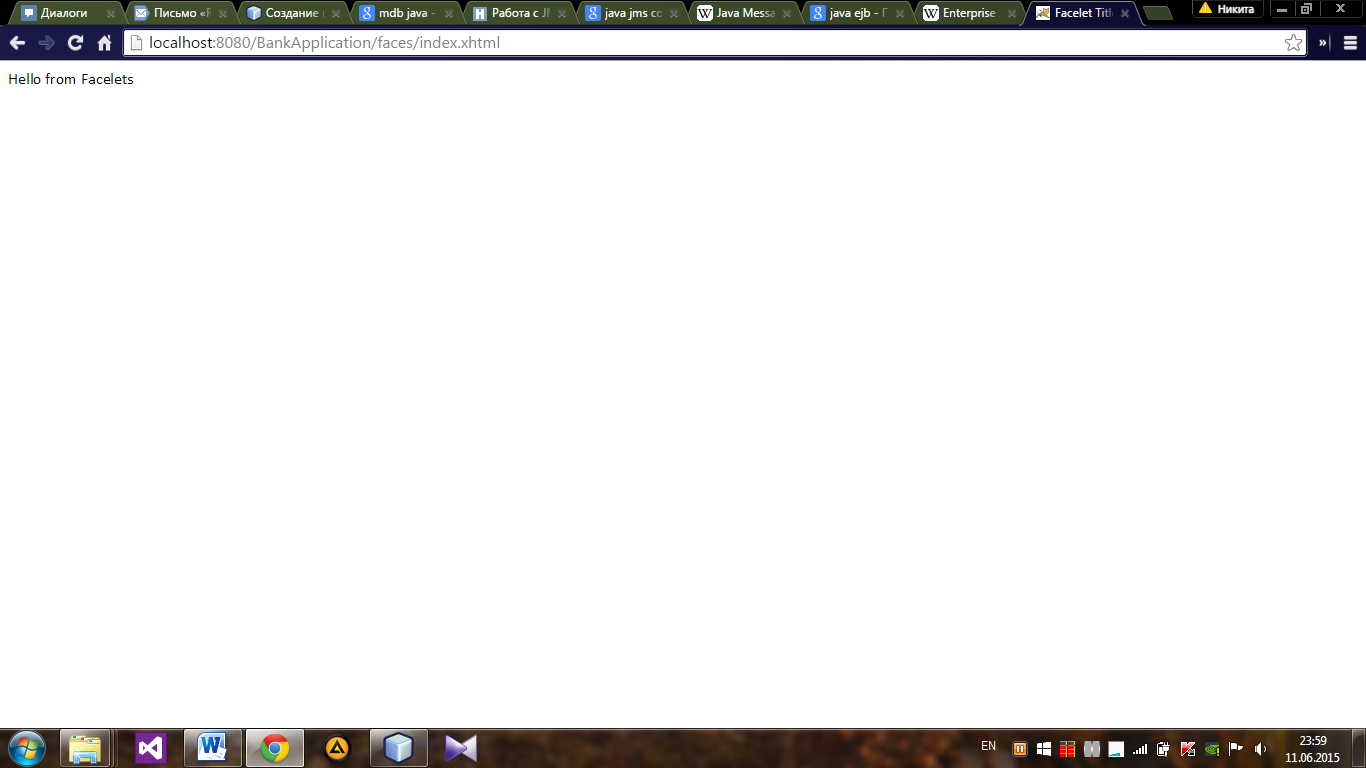 Диалоги
Письмо «R
Создание
mdb java -
Работа с JM
java jms co
Java Messa
java ejb - П
Enterprise
Facelet Titl
Никита
localhost:8080/BankApplication/faces/index.xhtml
Hello from Facelets
EN
23:59
11.06.2015